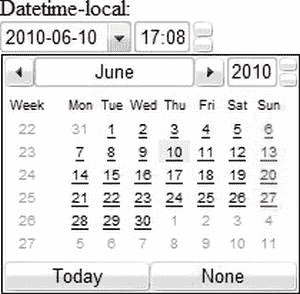 Datetime-local:
2010-06-10 17:08
June 2010
Week Mon Tue Wed Thu Fri Sat Sun
22 31 1 2 3 4 5 6
23 7 8 9 10 11 12 13
24 14 15 16 17 18 19 20
25 21 22 23 24 25 26 27
26 28 29 30 1 2 3 4
27 5 6 7 8 9 10 11
Today None